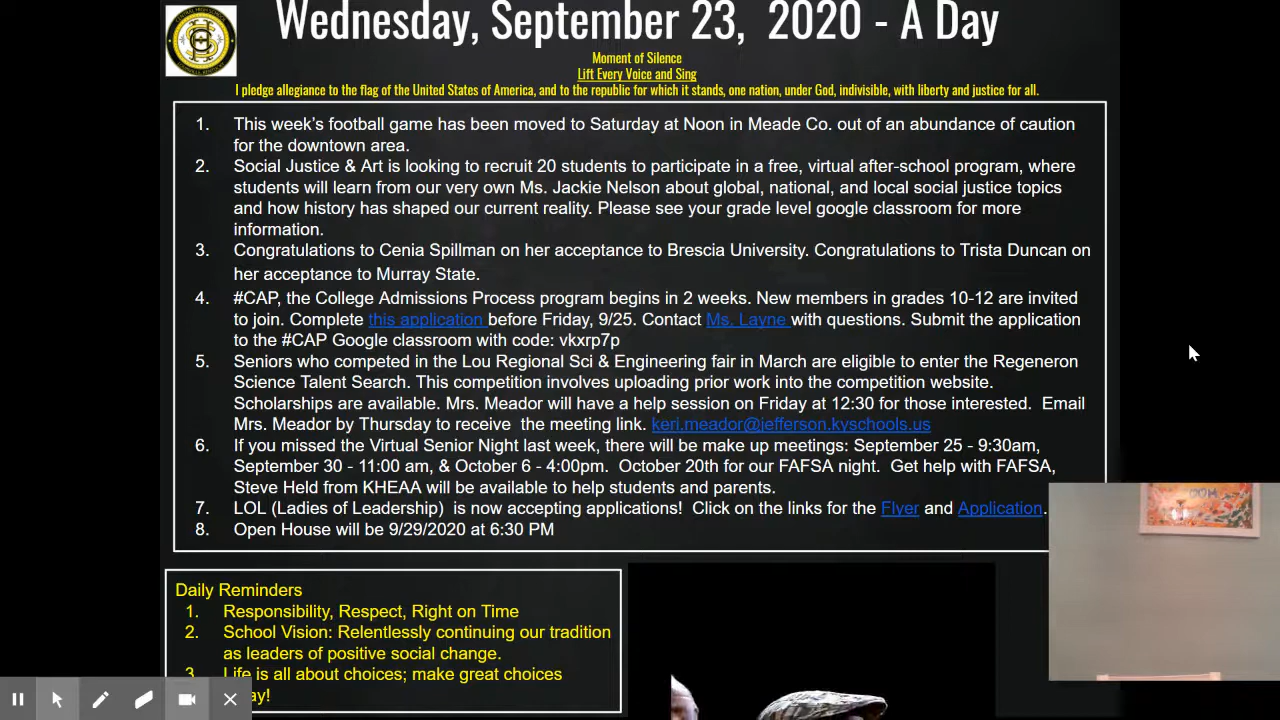 Wednesday, September 23, 2020 - A Day
Moment of Silence
Lift Every Voice and Sing
I pledge allegiance to the flag of the United States of America, and to the republic for which it stands, one nation, under God, indivisible, with liberty and justice for all.
1. This week's football game has been moved to Saturday at Noon in Meade Co. out of an abundance of caution
for the downtown area.
2. Social Justice & Art is looking to recruit 20 students to participate in a free, virtual after-school program, where
students will learn from our very own Ms. Jackie Nelson about global, national, and local social justice topics
and how history has shaped our current reality. Please see your grade level google classroom for more
information.
3. Congratulations to Cenia Spillman on her acceptance to Brescia University. Congratulations to Trista Duncan on
her acceptance to Murray State.
4. #CAP, the College Admissions Process program begins in 2 weeks. New members in grades 10-12 are invited
to join. Complete this application before Friday, 9/25. Contact Ms. Layne with questions. Submit the application
to the #CAP Google classroom with code: vkxrp7p
5. Seniors who competed in the Lou Regional Sci & Engineering fair in March are eligible to enter the Regeneron
Science Talent Search. This competition involves uploading prior work into the competition website.
Scholarships are available. Mrs. Meador will have a help session on Friday at 12:30 for those interested. Email
Mrs. Meador by Thursday to receive the meeting link. keri.meador@jefferson.kyschools.us
6. If you missed the Virtual Senior Night last week, there will be make up meetings: September 25 - 9:30am,
September 30 - 11:00 am, & October 6 - 4:00pm. October 20th for our FAFSA night. Get help with FAFSA,
Steve Held from KHEAA will be available to help students and parents.
7. LOL (Ladies of Leadership) is now accepting applications! Click on the links for the Flyer and Application.
8. Open House will be 9/29/2020 at 6:30 PM
Daily Reminders
1. Responsibility, Respect, Right on Time
2. School Vision: Relentlessly continuing our tradition
as leaders of positive social change.
3. Life is all about choices; make great choices
ay!